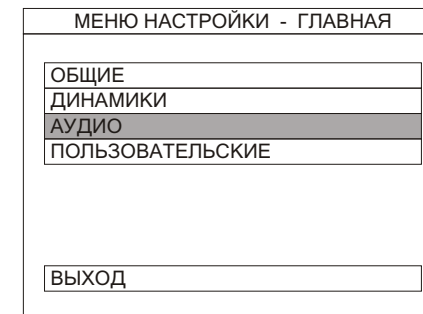 МЕНЮ НАСТРОЙКИ - ГЛАВНАЯ
ОБЩИЕ
ДИНАМИКИ
АУДИО
ПОЛЬЗОВАТЕЛЬСКИЕ
ВЫХОД